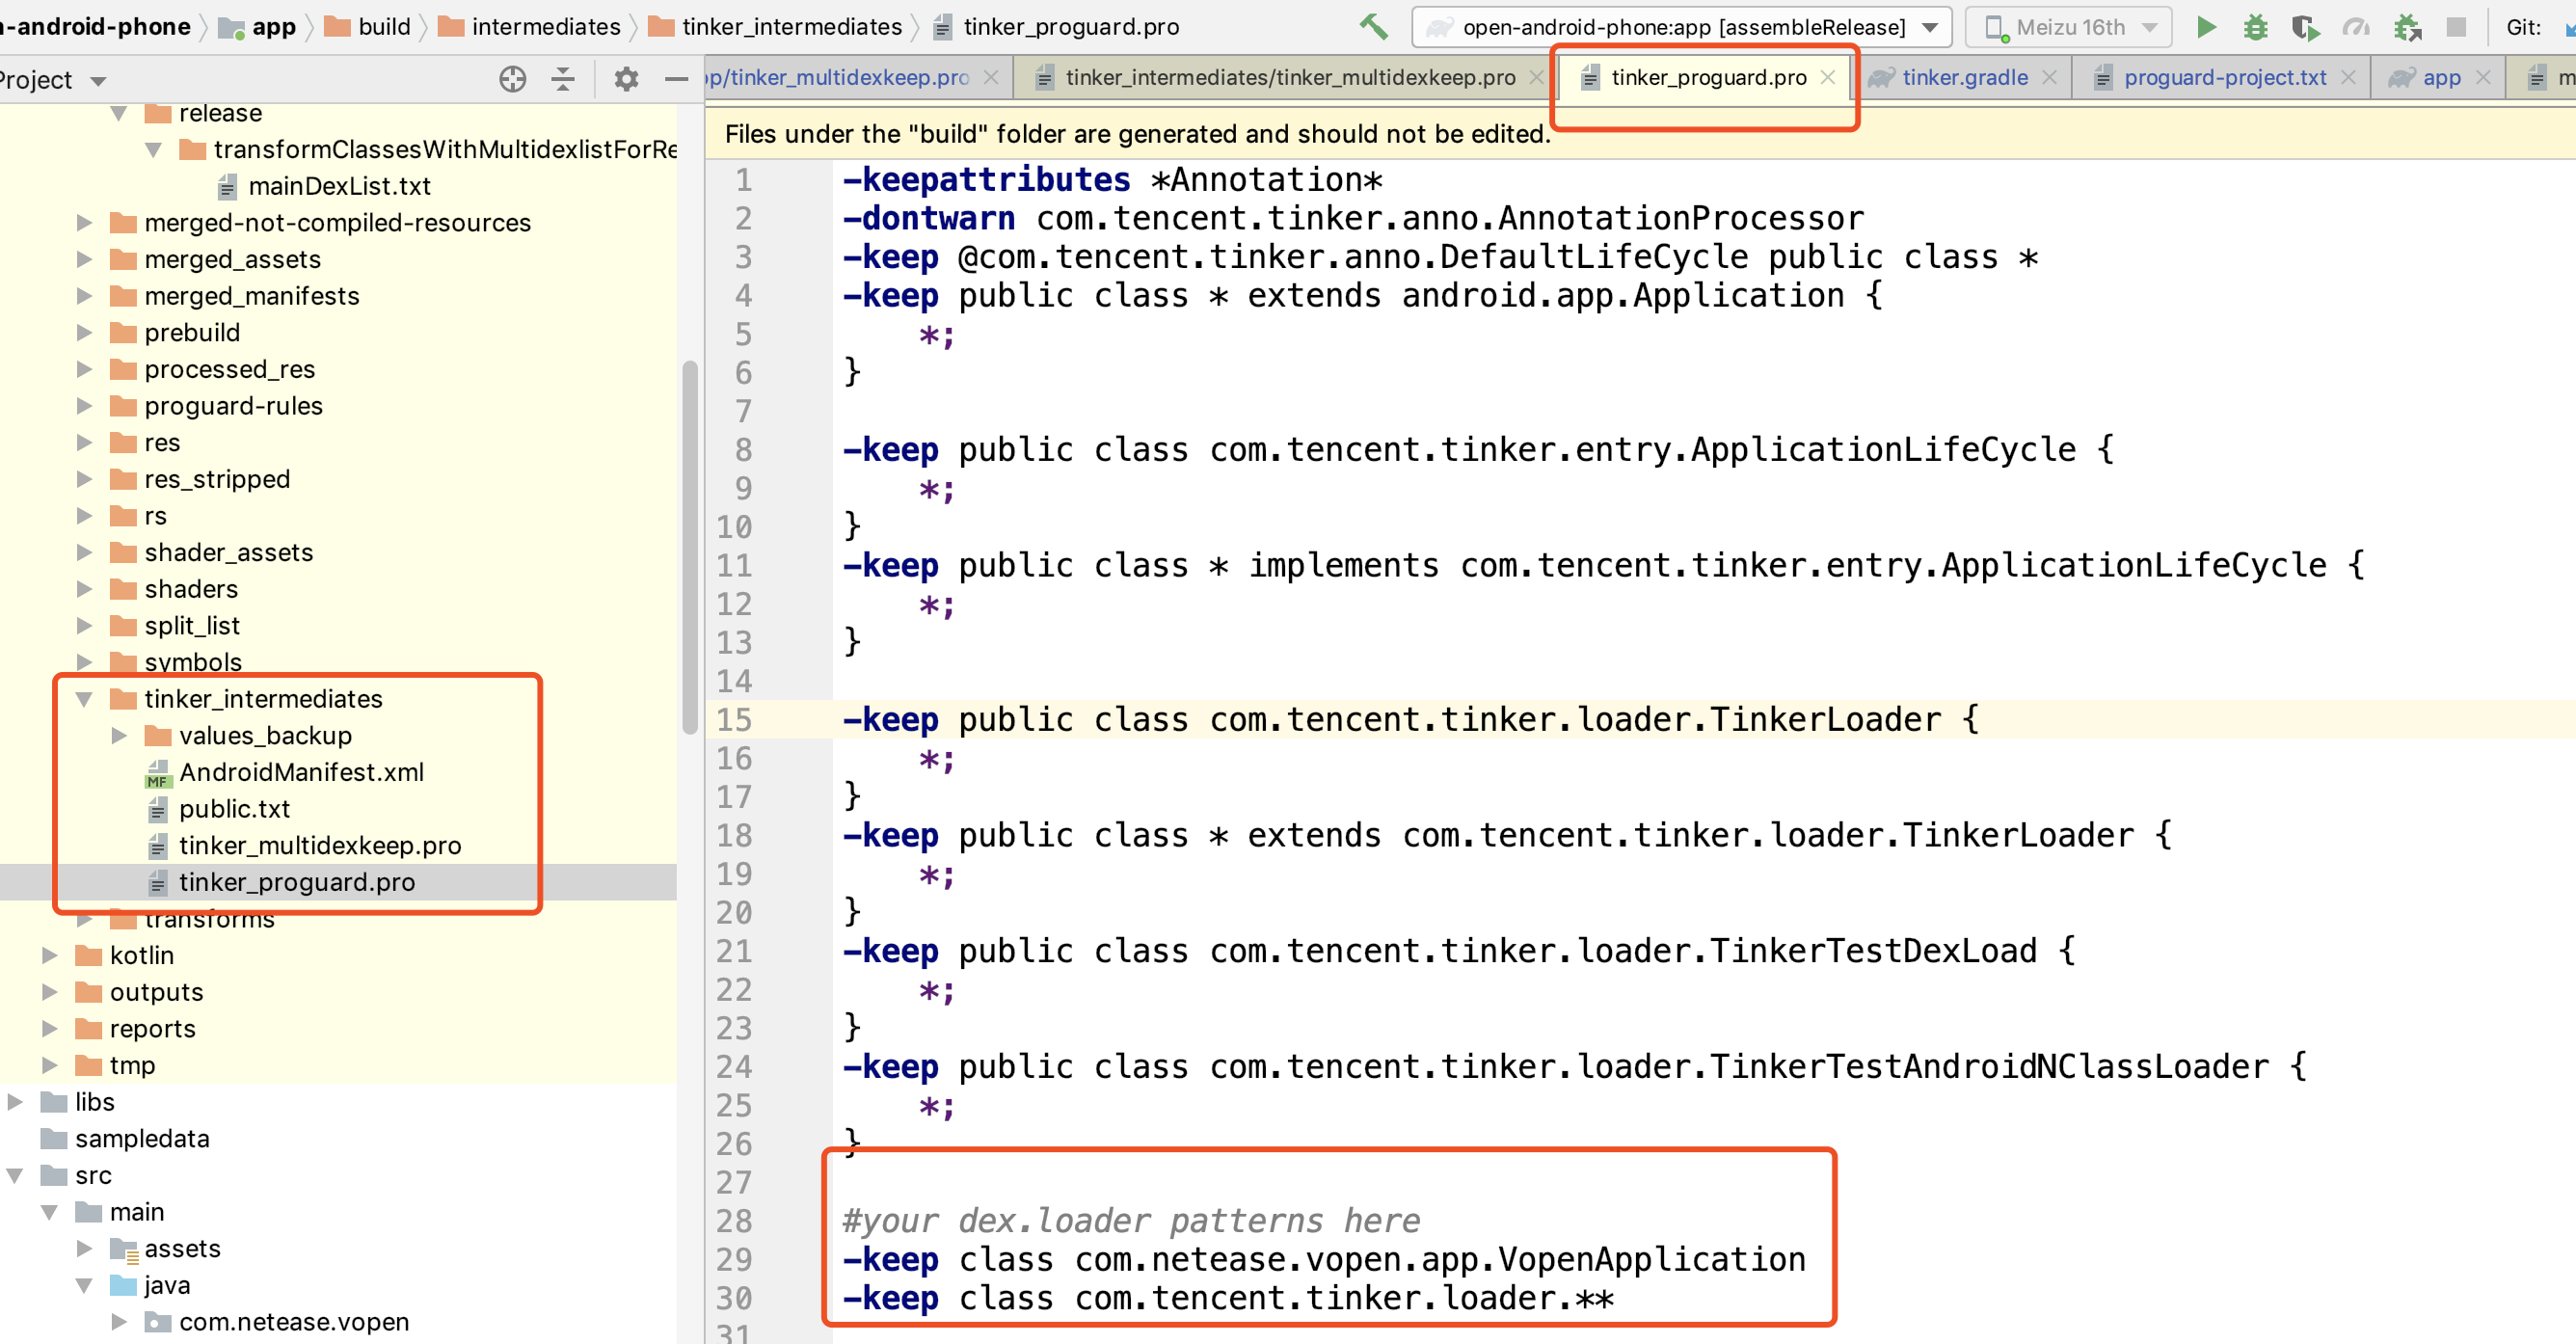 -android-phone app build intermediates tinker_intermediates tinker_proguard.pro open-android-phone:app [assembleRelease] Meizu 16th Git:
Project
/tinker_multidexkeep.pro tinker_intermediates/tinker_multidexkeep.pro tinker_proguard.pro tinker.gradle proguard-project.txt app m
Files under the "build" folder are generated and should not be edited.
release
transformClassesWithMultidexlistForRe
mainDexList.txt
merged-not-compiled-resources
merged_assets
merged_manifests
prebuild
processed_res
proguard-rules
res
res_stripped
rs
shader_assets
shaders
split_list
symbols
tinker_intermediates
values_backup
MF AndroidManifest.xml
public.txt
tinker_multidexkeep.pro
tinker_proguard.pro
transforms
kotlin
outputs
reports
tmp
libs
sampledata
src
main
assets
java
com.netease.vopen
1 -keepattributes *Annotation*
2 -dontwarn com.tencent.tinker.anno.AnnotationProcessor
3 -keep @com.tencent.tinker.anno.DefaultLifeCycle public class *
4 -keep public class * extends android.app.Application {
5 *;
6 }
7
8 -keep public class com.tencent.tinker.entry.ApplicationLifeCycle {
9 *;
10 }
11 -keep public class * implements com.tencent.tinker.entry.ApplicationLifeCycle {
12 *;
13 }
14
15 -keep public class com.tencent.tinker.loader.TinkerLoader {
16 *;
17 }
18 -keep public class * extends com.tencent.tinker.loader.TinkerLoader {
19 *;
20 }
21 -keep public class com.tencent.tinker.loader.TinkerTestDexLoad {
22 *;
23 }
24 -keep public class com.tencent.tinker.loader.TinkerTestAndroidNClassLoader {
25 *;
26 }
27
28 #your dex.loader patterns here
29 -keep class com.netease.vopen.app.VopenApplication
30 -keep class com.tencent.tinker.loader.**
31